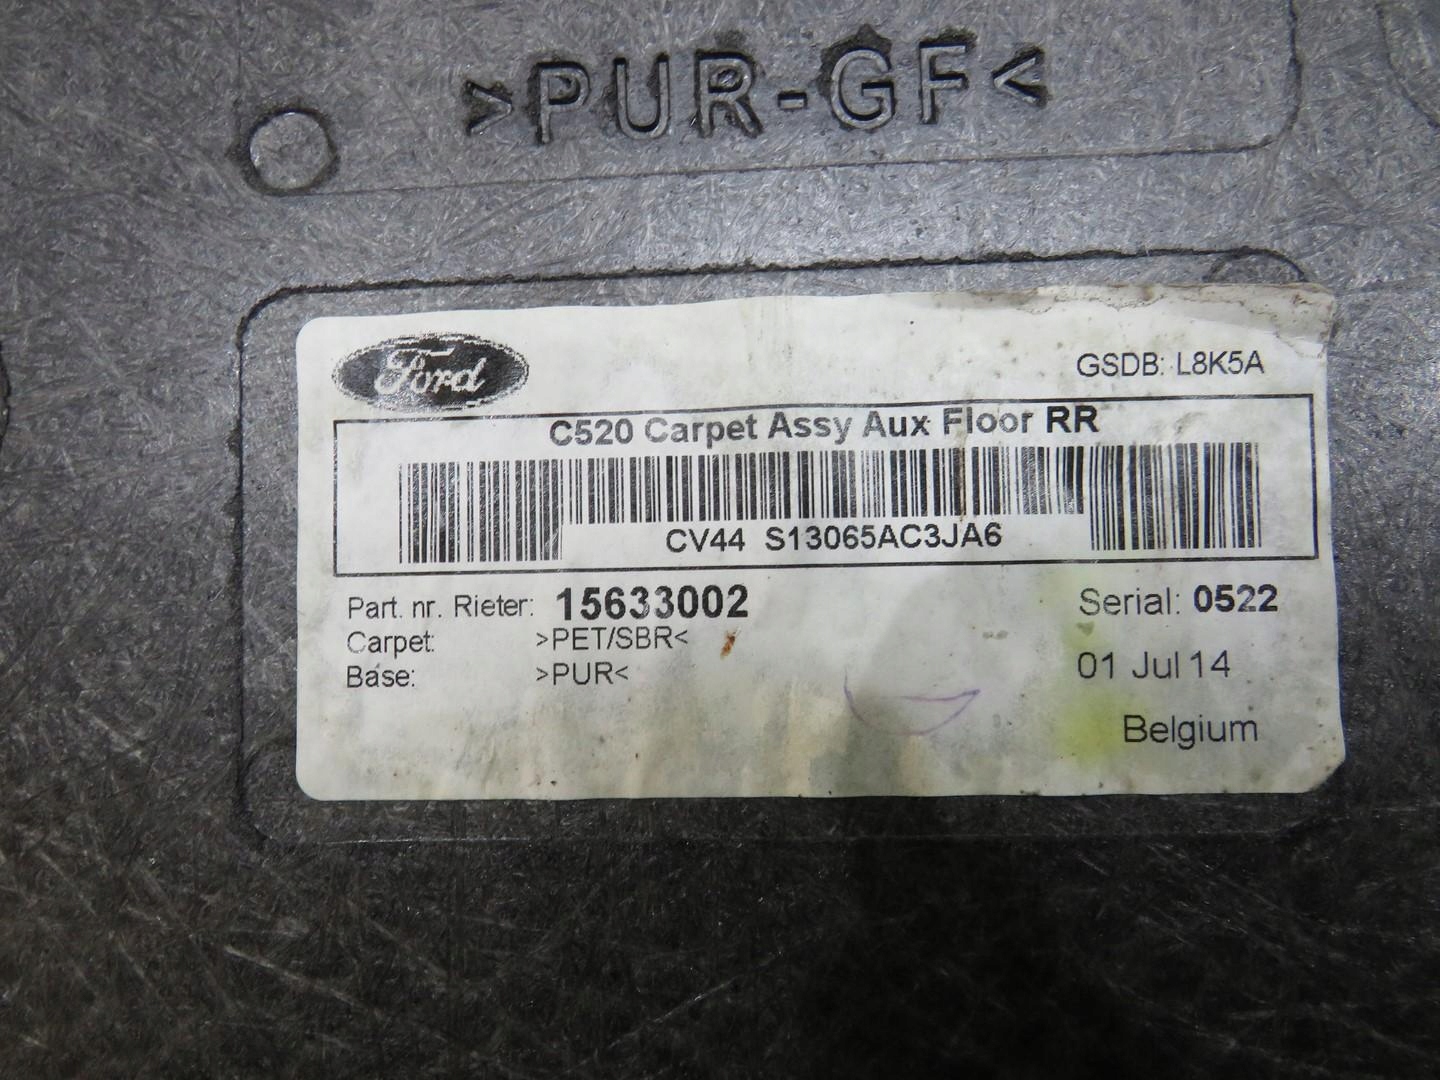 >PUR-GF<
Ford
GSDB: L8K5A
C520 Carpet Assy Aux Floor RR
CV44 S13065AC3JA6
Part. nr. Rieter: 15633002
Serial: 0522
Carpet: >PET/SBR<
01 Jul 14
Base: >PUR<
Belgium